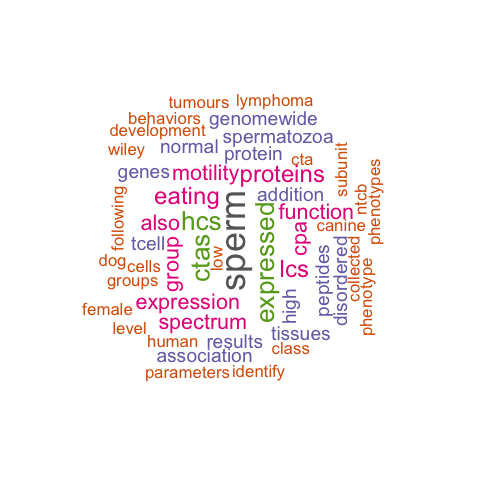 tumours lymphoma
behaviors genomewide
development spermatozoa
wiley normal protein
cta subunit
genes motility proteins
phenotypes
eating addition
ntcb
following also hcs function
canine
sperm
expressed
cpa
tcell ctas low
group
disordered
collected
dog cells lcs peptides
groups
phenotype
high
female expression
level spectrum
tissues
human results class
association
parameters identify